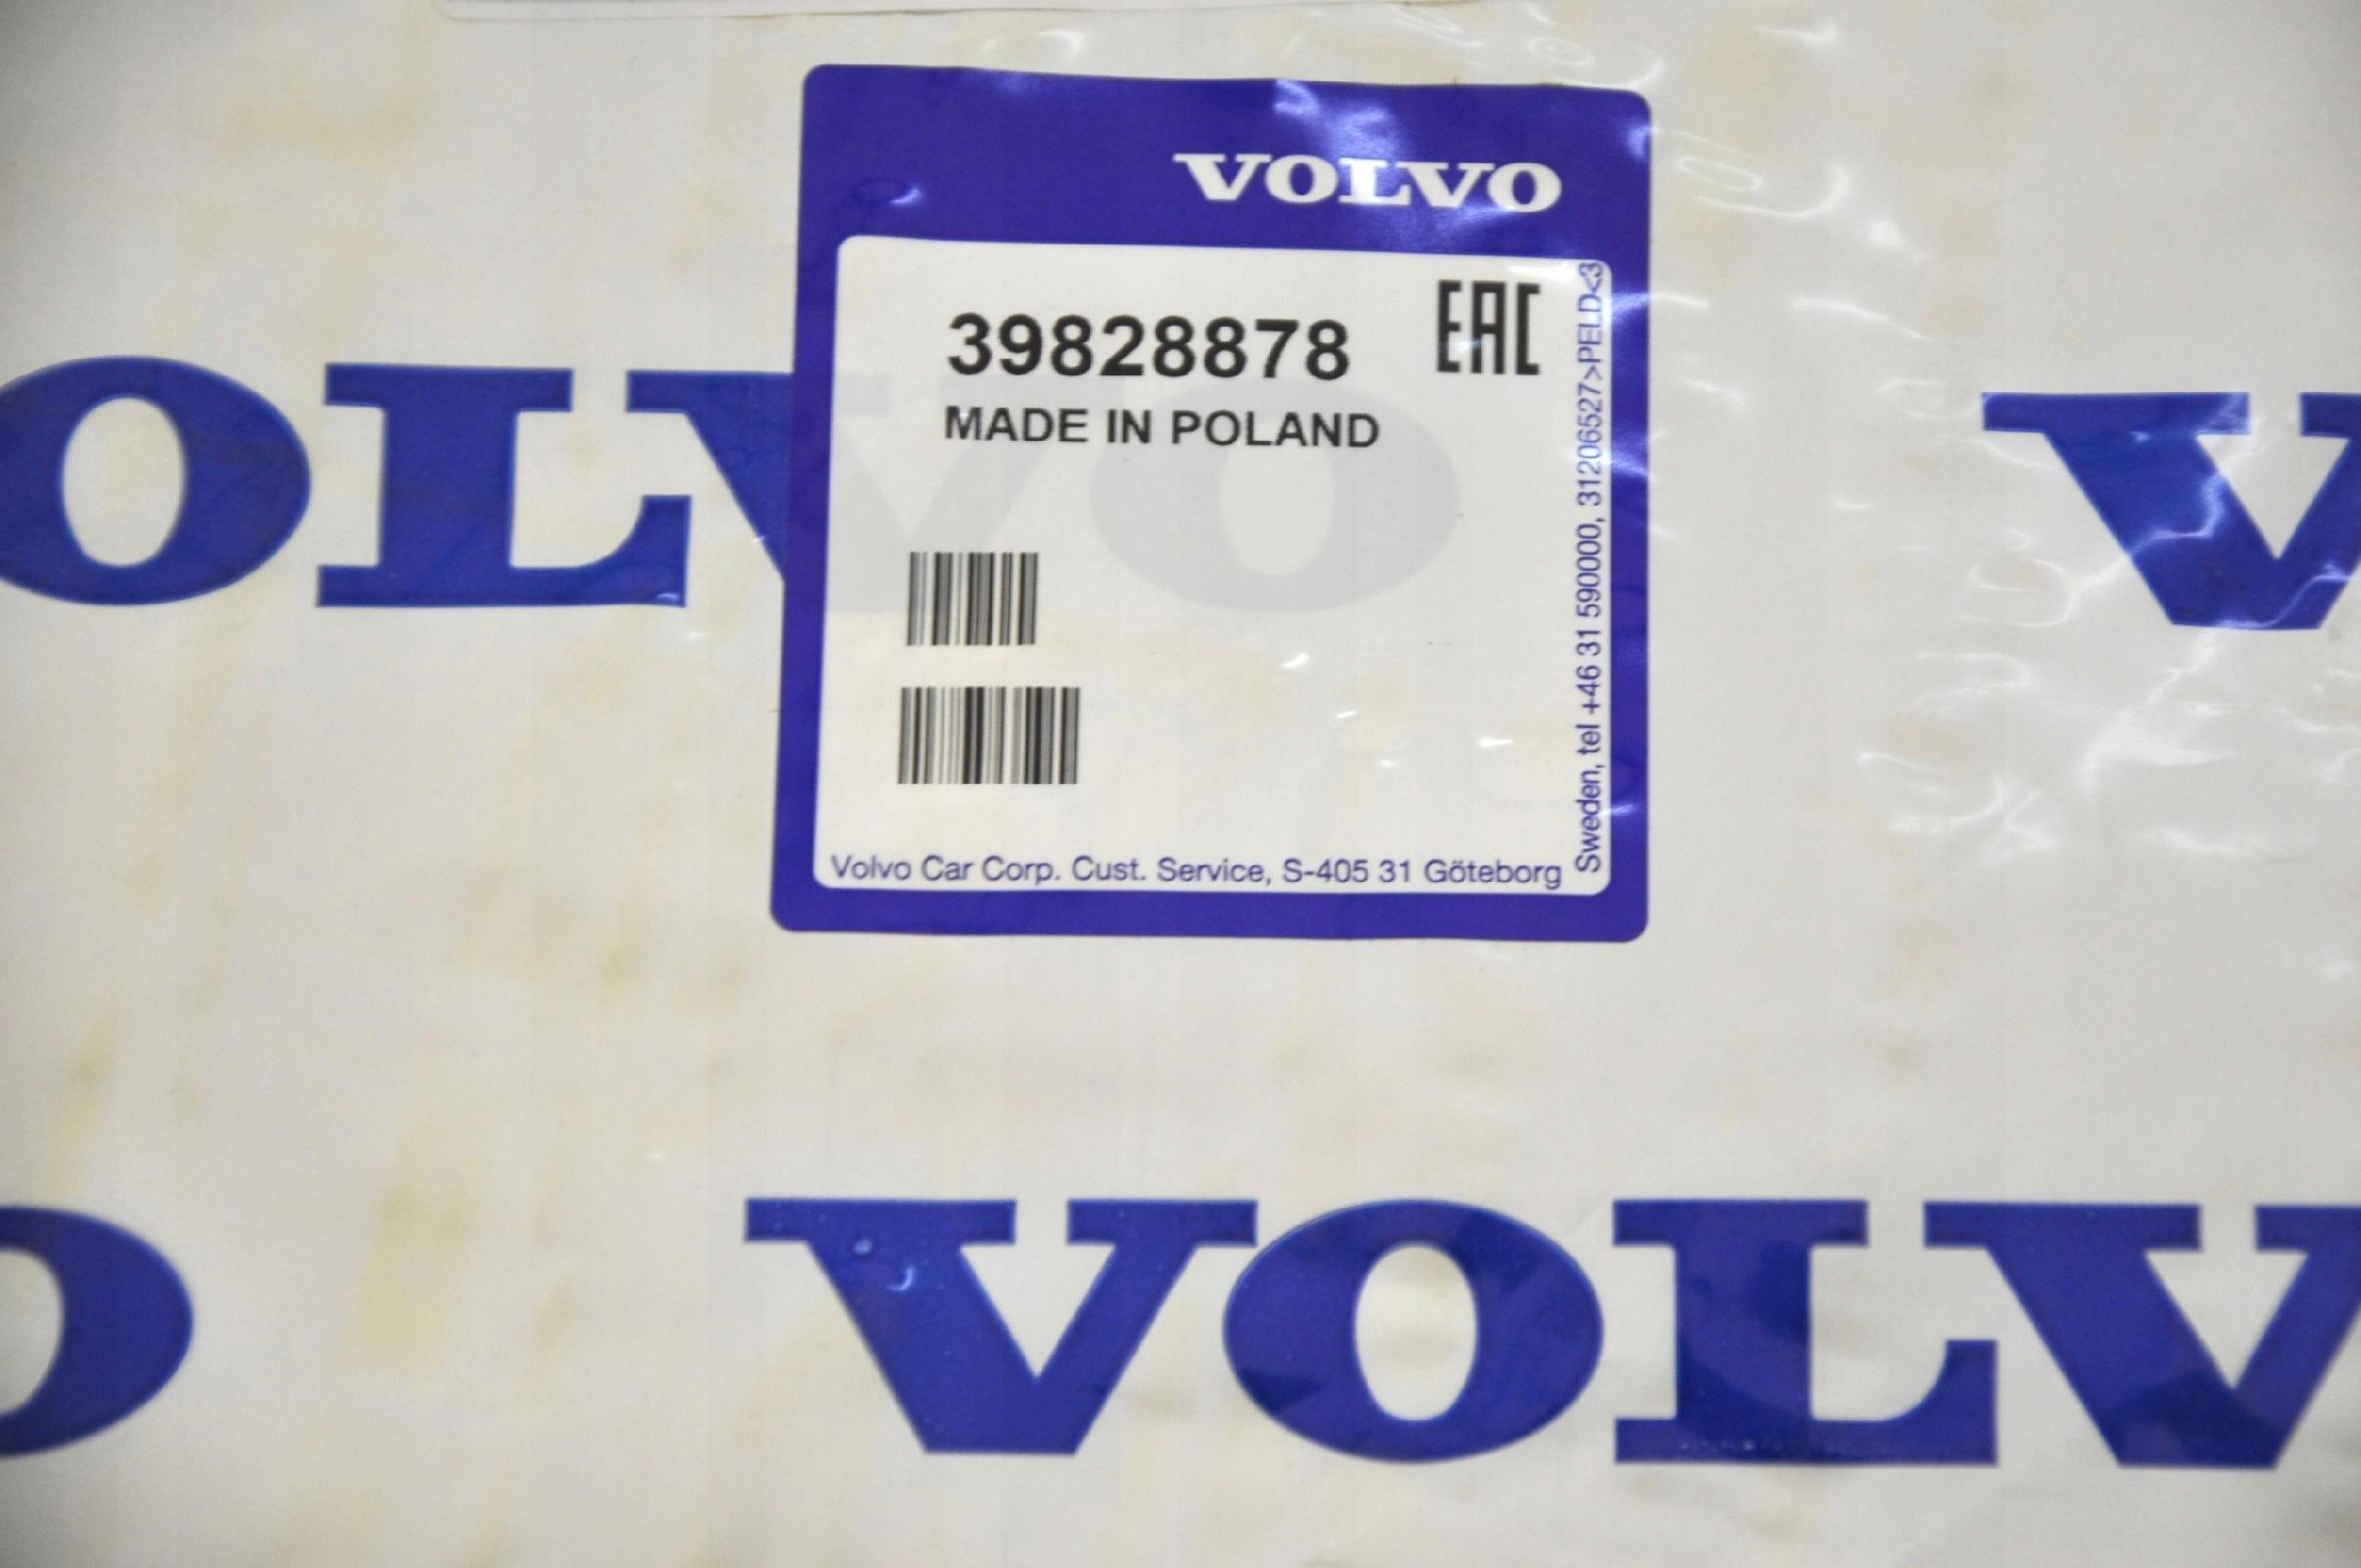 VOLVO
39828878
EAC
MADE IN POLAND
Volvo Car Corp. Cust. Service, S-405 31 Göteborg
Sweden, tel +46 31 590000, 31206527>PELD<3
OLVO
V
O
VOLV